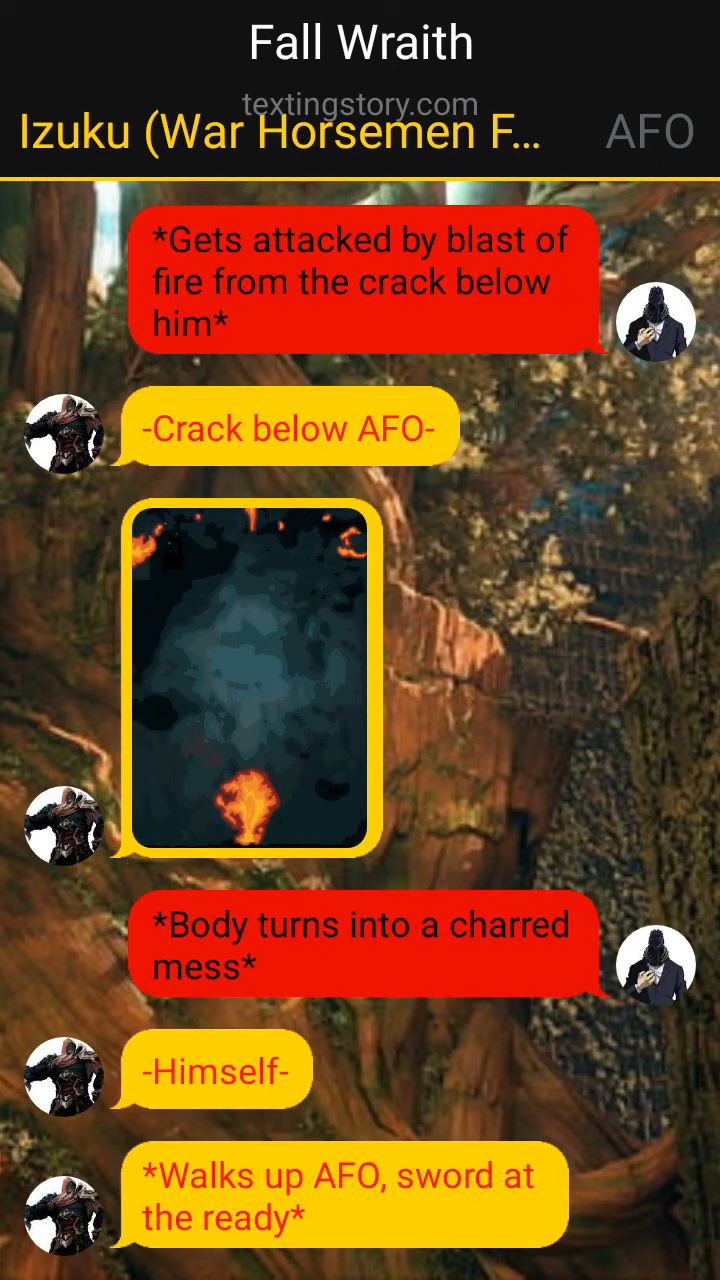 Fall Wraith
textingstory.com
Izuku (War Horsemen F...
AFO
*Gets attacked by blast of
fire from the crack below
him*
-Crack below AFO-
*Body turns into a charred
mess*
-Himself-
*Walks up AFO, sword at
the ready*